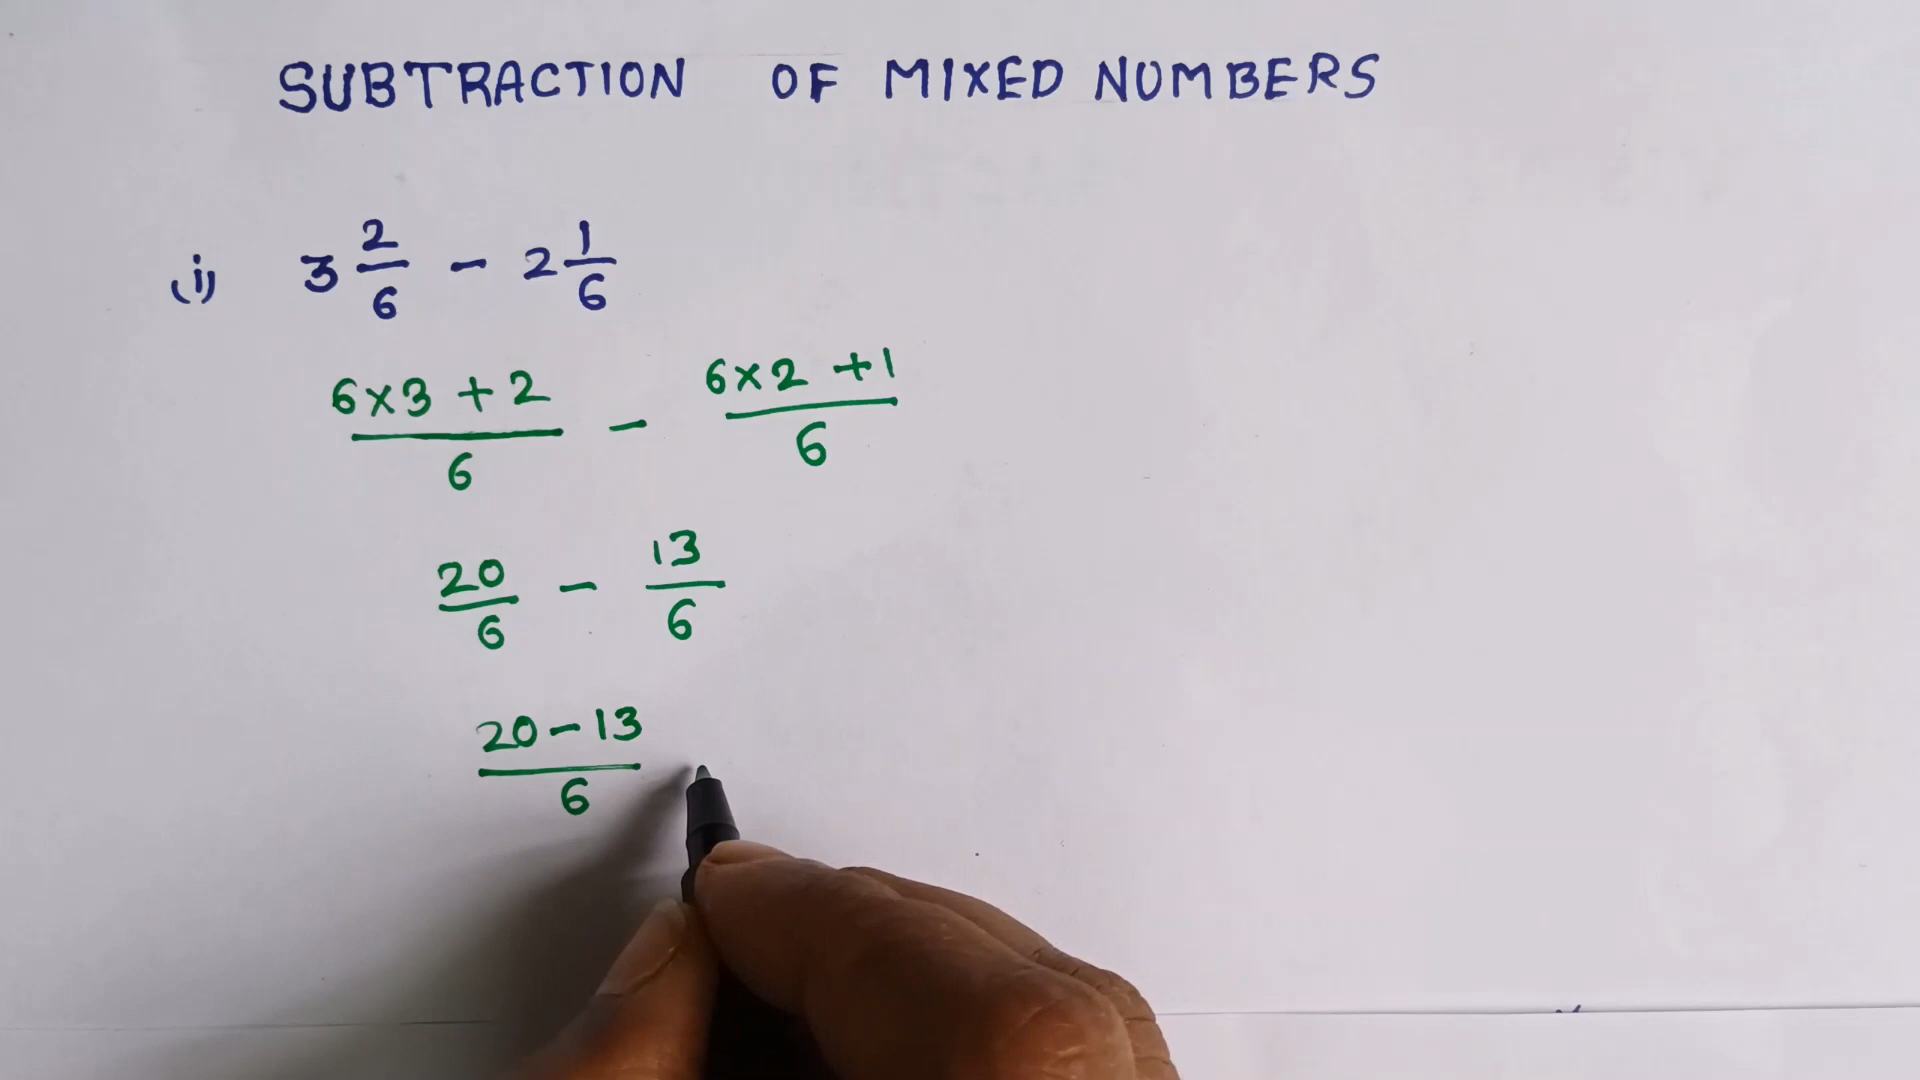 SUBTRACTION OF MIXED NUMBERS
(i) 3 2/6 - 2 1/6
(6×3+2)/6 - (6×2+1)/6
20/6 - 13/6
(20-13)/6